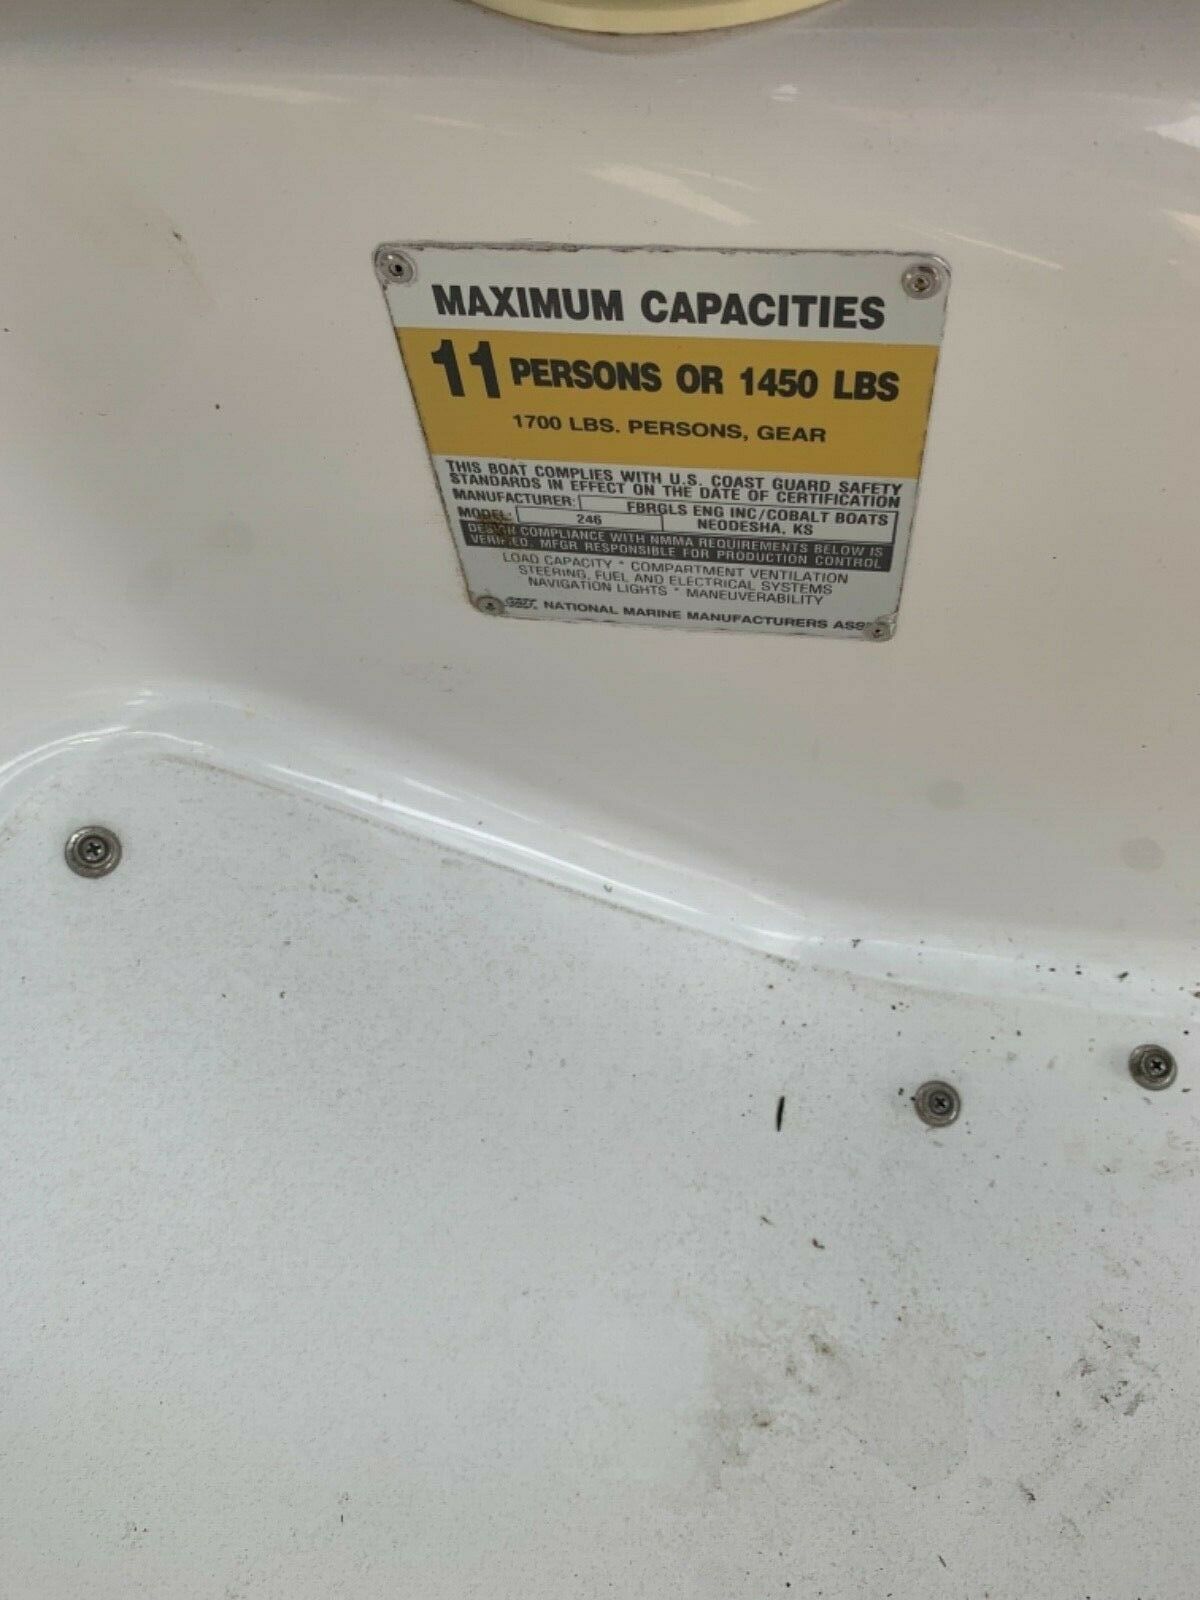 MAXIMUM CAPACITIES
11 PERSONS OR 1450 LBS
1700 LBS. PERSONS, GEAR
THIS BOAT COMPLIES WITH U.S. COAST GUARD SAFETY
STANDARDS IN EFFECT ON THE DATE OF CERTIFICATION
MANUFACTURER: FBRGLS ENG INC/COBALT BOATS
MODEL: 246 NEODESHA, KS
DESIGN COMPLIANCE WITH NMMA REQUIREMENTS BELOW IS
VERIFIED. MFGR RESPONSIBLE FOR PRODUCTION CONTROL
LOAD CAPACITY * COMPARTMENT VENTILATION
STEERING, FUEL AND ELECTRICAL SYSTEMS
NAVIGATION LIGHTS * MANEUVERABILITY
NATIONAL MARINE MANUFACTURERS